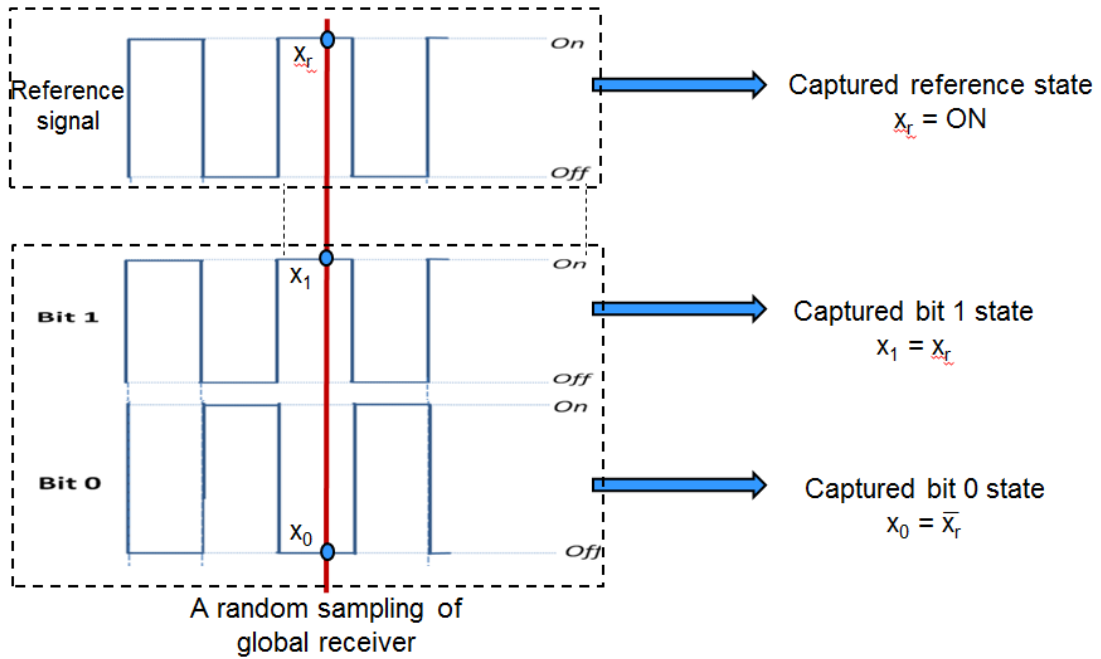 Reference
signal
xᵣ
On
Off
Captured reference state
xᵣ = ON
Bit 1
x₁
On
Off
Captured bit 1 state
x₁ = xᵣ
Bit 0
x₀
On
Off
Captured bit 0 state
x₀ = x̅ᵣ
A random sampling of
global receiver